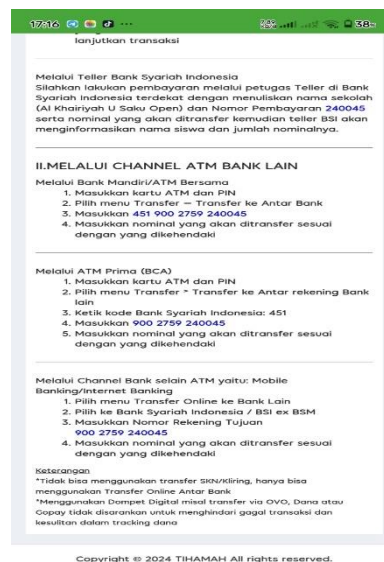 17:16
38%
lanjutkan transaksi
Melalui Teller Bank Syariah Indonesia
Silahkan lakukan pembayaran melalui petugas Teller di Bank
Syariah Indonesia terdekat dengan menuliskan nama sekolah
(Al Khairiyah U Saku Open) dan Nomor Pembayaran 240045
serta nominal yang akan ditransfer kemudian teller BSI akan
menginformasikan nama siswa dan jumlah nominalnya.
II.MELALUI CHANNEL ATM BANK LAIN
Melalui Bank Mandiri/ATM Bersama
1. Masukkan kartu ATM dan PIN
2. Pilih menu Transfer – Transfer ke Antar Bank
3. Masukkan 451 900 2759 240045
4. Masukkan nominal yang akan ditransfer sesuai
dengan yang dikehendaki
Melalui ATM Prima (BCA)
1. Masukkan kartu ATM dan PIN
2. Pilih menu Transfer " Transfer ke Antar rekening Bank
lain
3. Ketik kode Bank Syariah Indonesia: 451
4. Masukkan 900 2759 240045
5. Masukkan nominal yang akan ditransfer sesuai
dengan yang dikehendaki
Melalui Channel Bank selain ATM yaitu: Mobile
Banking/Internet Banking
1. Pilih menu Transfer Online ke Bank Lain
2. Pilih ke Bank Syariah Indonesia / BSI ex BSM
3. Masukkan Nomor Rekening Tujuan
900 2759 240045
4. Masukkan nominal yang akan ditransfer sesuai
dengan yang dikehendaki
Keterangan
*Tidak bisa menggunakan transfer SKN/Kliring, hanya bisa
menggunakan Transfer Online Antar Bank
*Menggunakan Dompet Digital misal transfer via OVO, Dana atau
Gopay tidak disarankan untuk menghindari gagal transaksi dan
kesulitan dalam tracking dana
Copyright © 2024 TIHAMAH All rights reserved.